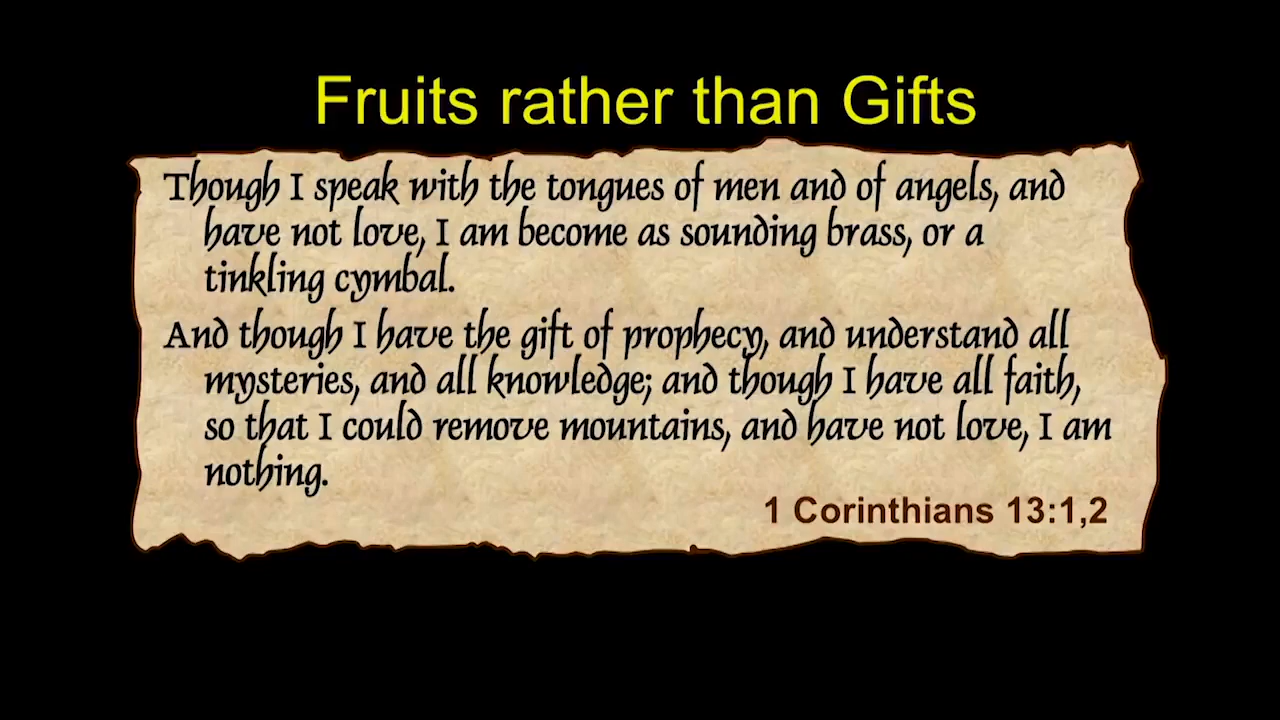 Fruits rather than Gifts
Though I speak with the tongues of men and of angels, and
have not love, I am become as sounding brass, or a
tinkling cymbal.
And though I have the gift of prophecy, and understand all
mysteries, and all knowledge; and though I have all faith,
so that I could remove mountains, and have not love, I am
nothing.
1 Corinthians 13:1,2